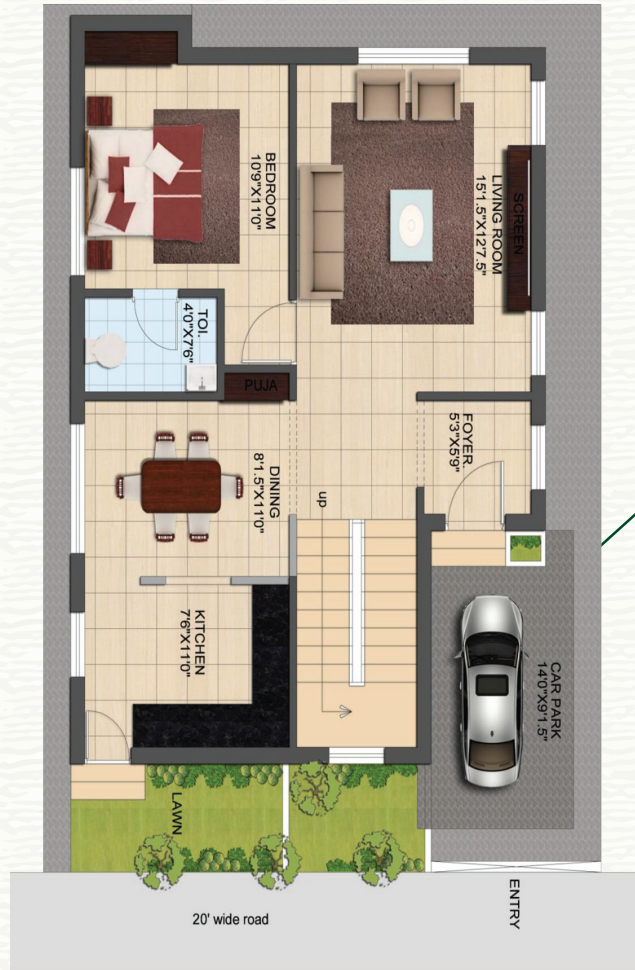 BEDROOM
10'9"X11'0"
SCREEN
LIVING ROOM
15'1.5"X12'7.5"
TOI.
4'0"X7'6"
PUJA
FOYER
5'3"X5'9"
DINING
8'1.5"X11'0"
up
KITCHEN
7'6"X11'0"
CAR PARK
14'0"X9'1.5"
LAWN
ENTRY
20' wide road